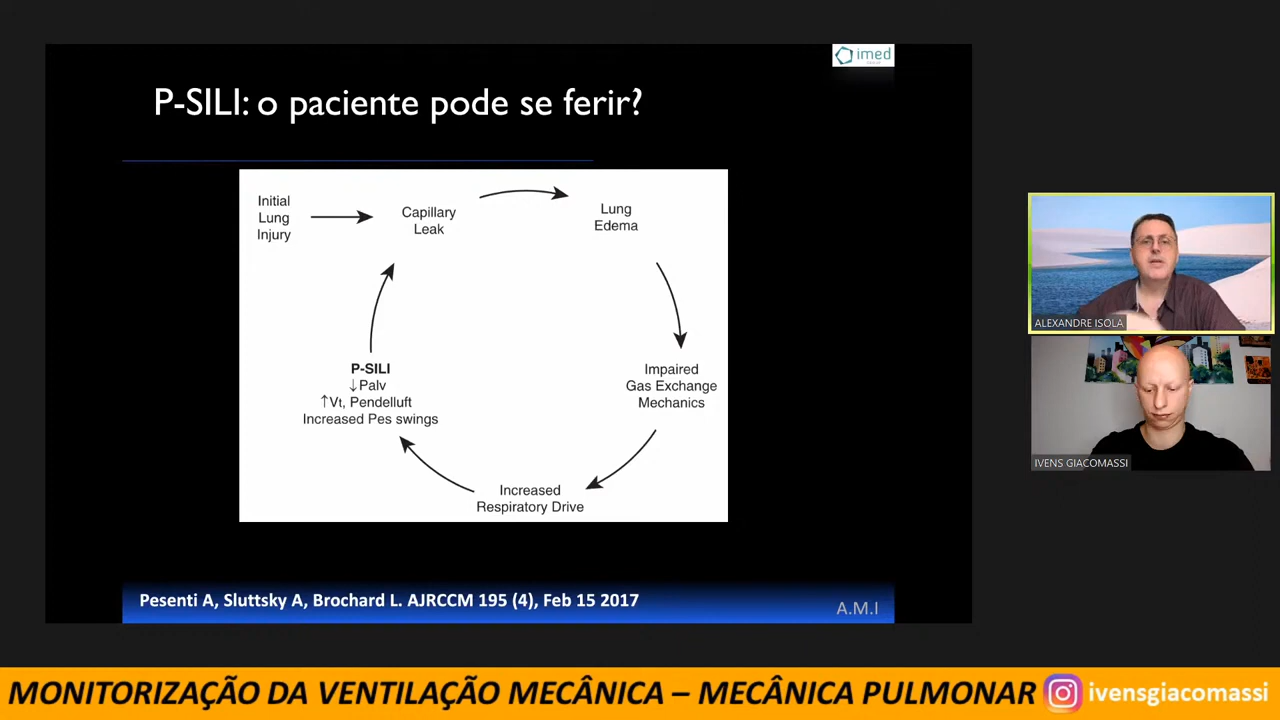 imed
P-SILI: o paciente pode se ferir?
Initial
Lung
Injury
Capillary
Leak
Lung
Edema
Impaired
Gas Exchange
Mechanics
Increased
Respiratory Drive
P-SILI
↓Palv
↑Vt, Pendelluft
Increased Pes swings
Pesenti A, Sluttsky A, Brochard L. AJRCCM 195 (4), Feb 15 2017
A.M.I
ALEXANDRE ISOLA
IVENS GIACOMASSI
MONITORIZAÇÃO DA VENTILAÇÃO MECÂNICA – MECÂNICA PULMONAR
ivensgiacomassi